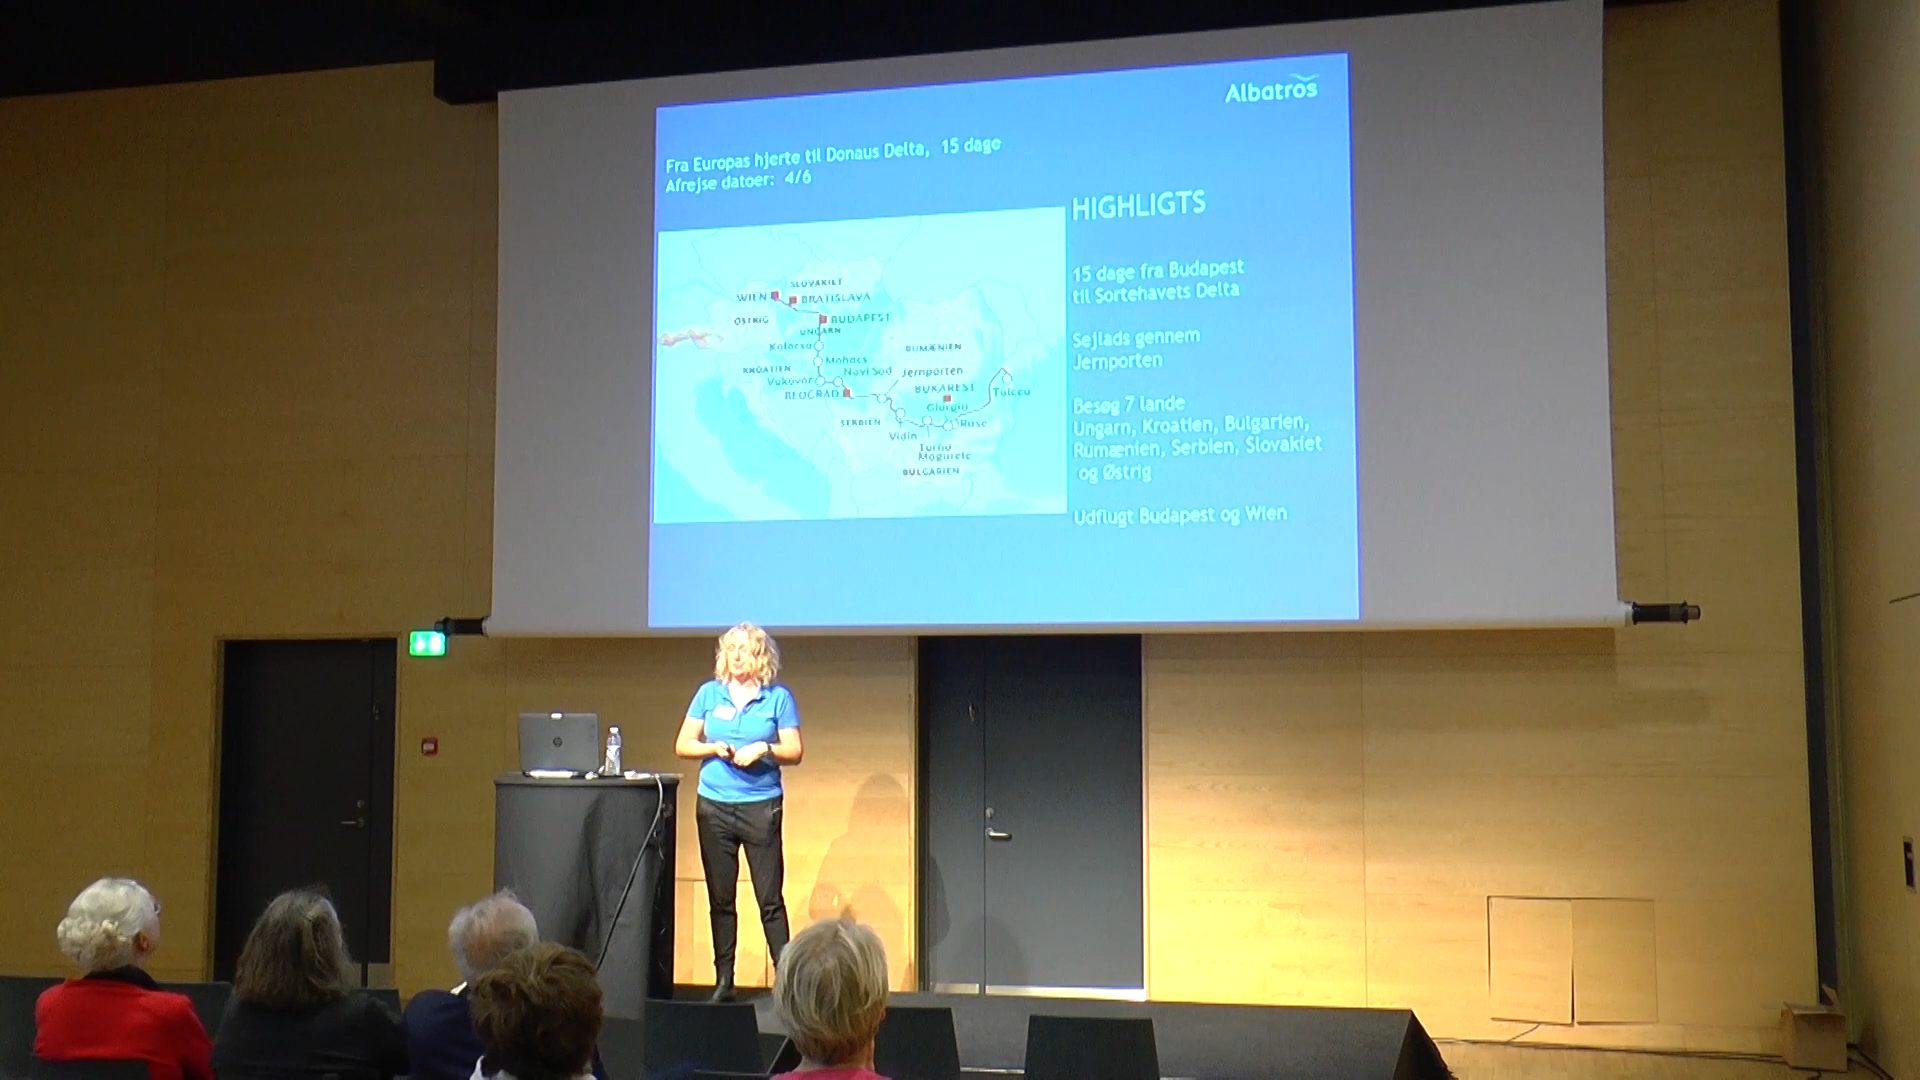 Albatros
Fra Europas hjerte til Donaus Delta, 15 dage
Afrejse datoer: 4/6
HIGHLIGTS
15 dage fra Budapest
til Sortehavets Delta
Sejlads gennem
Jernporten
Besøg 7 lande
Ungarn, Kroatien, Bulgarien,
Rumænien, Serbien, Slovakiet
og Østrig
Udflugt Budapest og Wien
SLOVAKIET
WIEN
BRATISLAVA
ØSTRIG
BUDAPEST
UNGARN
Kalocsa
RUMÆNIEN
Mohacs
KROATIEN
Novi Sad
Jernporten
Vukovar
BUKAREST
BEOGRAD
Tulcea
Giurgiu
SERBIEN
Ruse
Vidin
Turnu
Magurele
BULGARIEN
hp